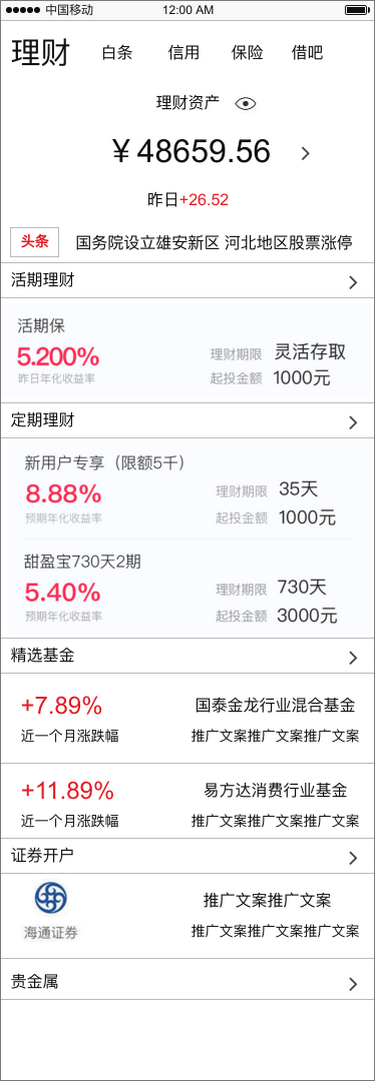 中国移动 12:00 AM
理财 白条 信用 保险 借吧
理财资产
￥48659.56
昨日+26.52
头条 国务院设立雄安新区 河北地区股票涨停
活期理财
活期保
5.200% 理财期限 灵活存取
昨日年化收益率 起投金额 1000元
定期理财
新用户专享（限额5千）
8.88% 理财期限 35天
预期年化收益率 起投金额 1000元
甜盈宝730天2期
5.40% 理财期限 730天
预期年化收益率 起投金额 3000元
精选基金
+7.89% 国泰金龙行业混合基金
近一个月涨跌幅 推广文案推广文案推广文案
+11.89% 易方达消费行业基金
近一个月涨跌幅 推广文案推广文案推广文案
证券开户
推广文案推广文案
海通证券 推广文案推广文案推广文案
贵金属